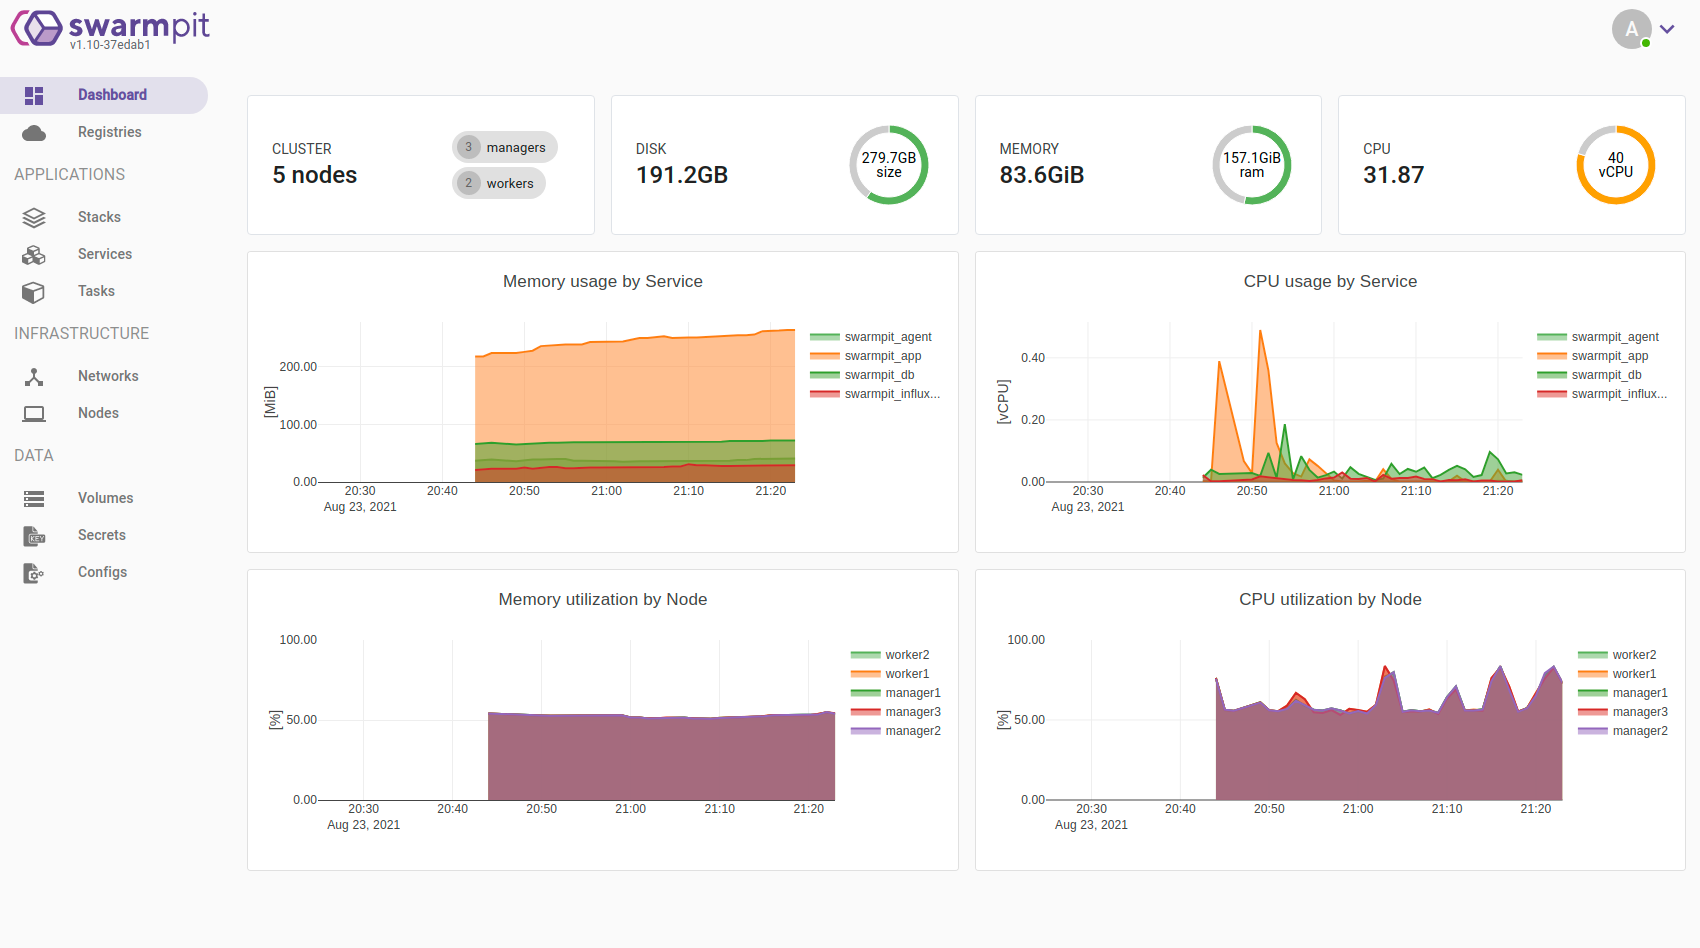 swarmpit
v1.10-37edab1
A
Dashboard
Registries
APPLICATIONS
Stacks
Services
Tasks
INFRASTRUCTURE
Networks
Nodes
DATA
Volumes
Secrets
KEY
Configs
CLUSTER
5 nodes
3 managers
2 workers
DISK
191.2GB
279.7GB
size
MEMORY
83.6GiB
157.1GiB
ram
CPU
31.87
40
vCPU
Memory usage by Service
[MiB]
200.00
100.00
0.00
20:30 20:40 20:50 21:00 21:10 21:20
Aug 23, 2021
swarmpit_agent
swarmpit_app
swarmpit_db
swarmpit_influx...
CPU usage by Service
[vCPU]
0.40
0.20
0.00
20:30 20:40 20:50 21:00 21:10 21:20
Aug 23, 2021
swarmpit_agent
swarmpit_app
swarmpit_db
swarmpit_influx...
Memory utilization by Node
[%]
100.00
50.00
0.00
20:30 20:40 20:50 21:00 21:10 21:20
Aug 23, 2021
worker2
worker1
manager1
manager3
manager2
CPU utilization by Node
[%]
100.00
50.00
0.00
20:30 20:40 20:50 21:00 21:10 21:20
Aug 23, 2021
worker2
worker1
manager1
manager3
manager2